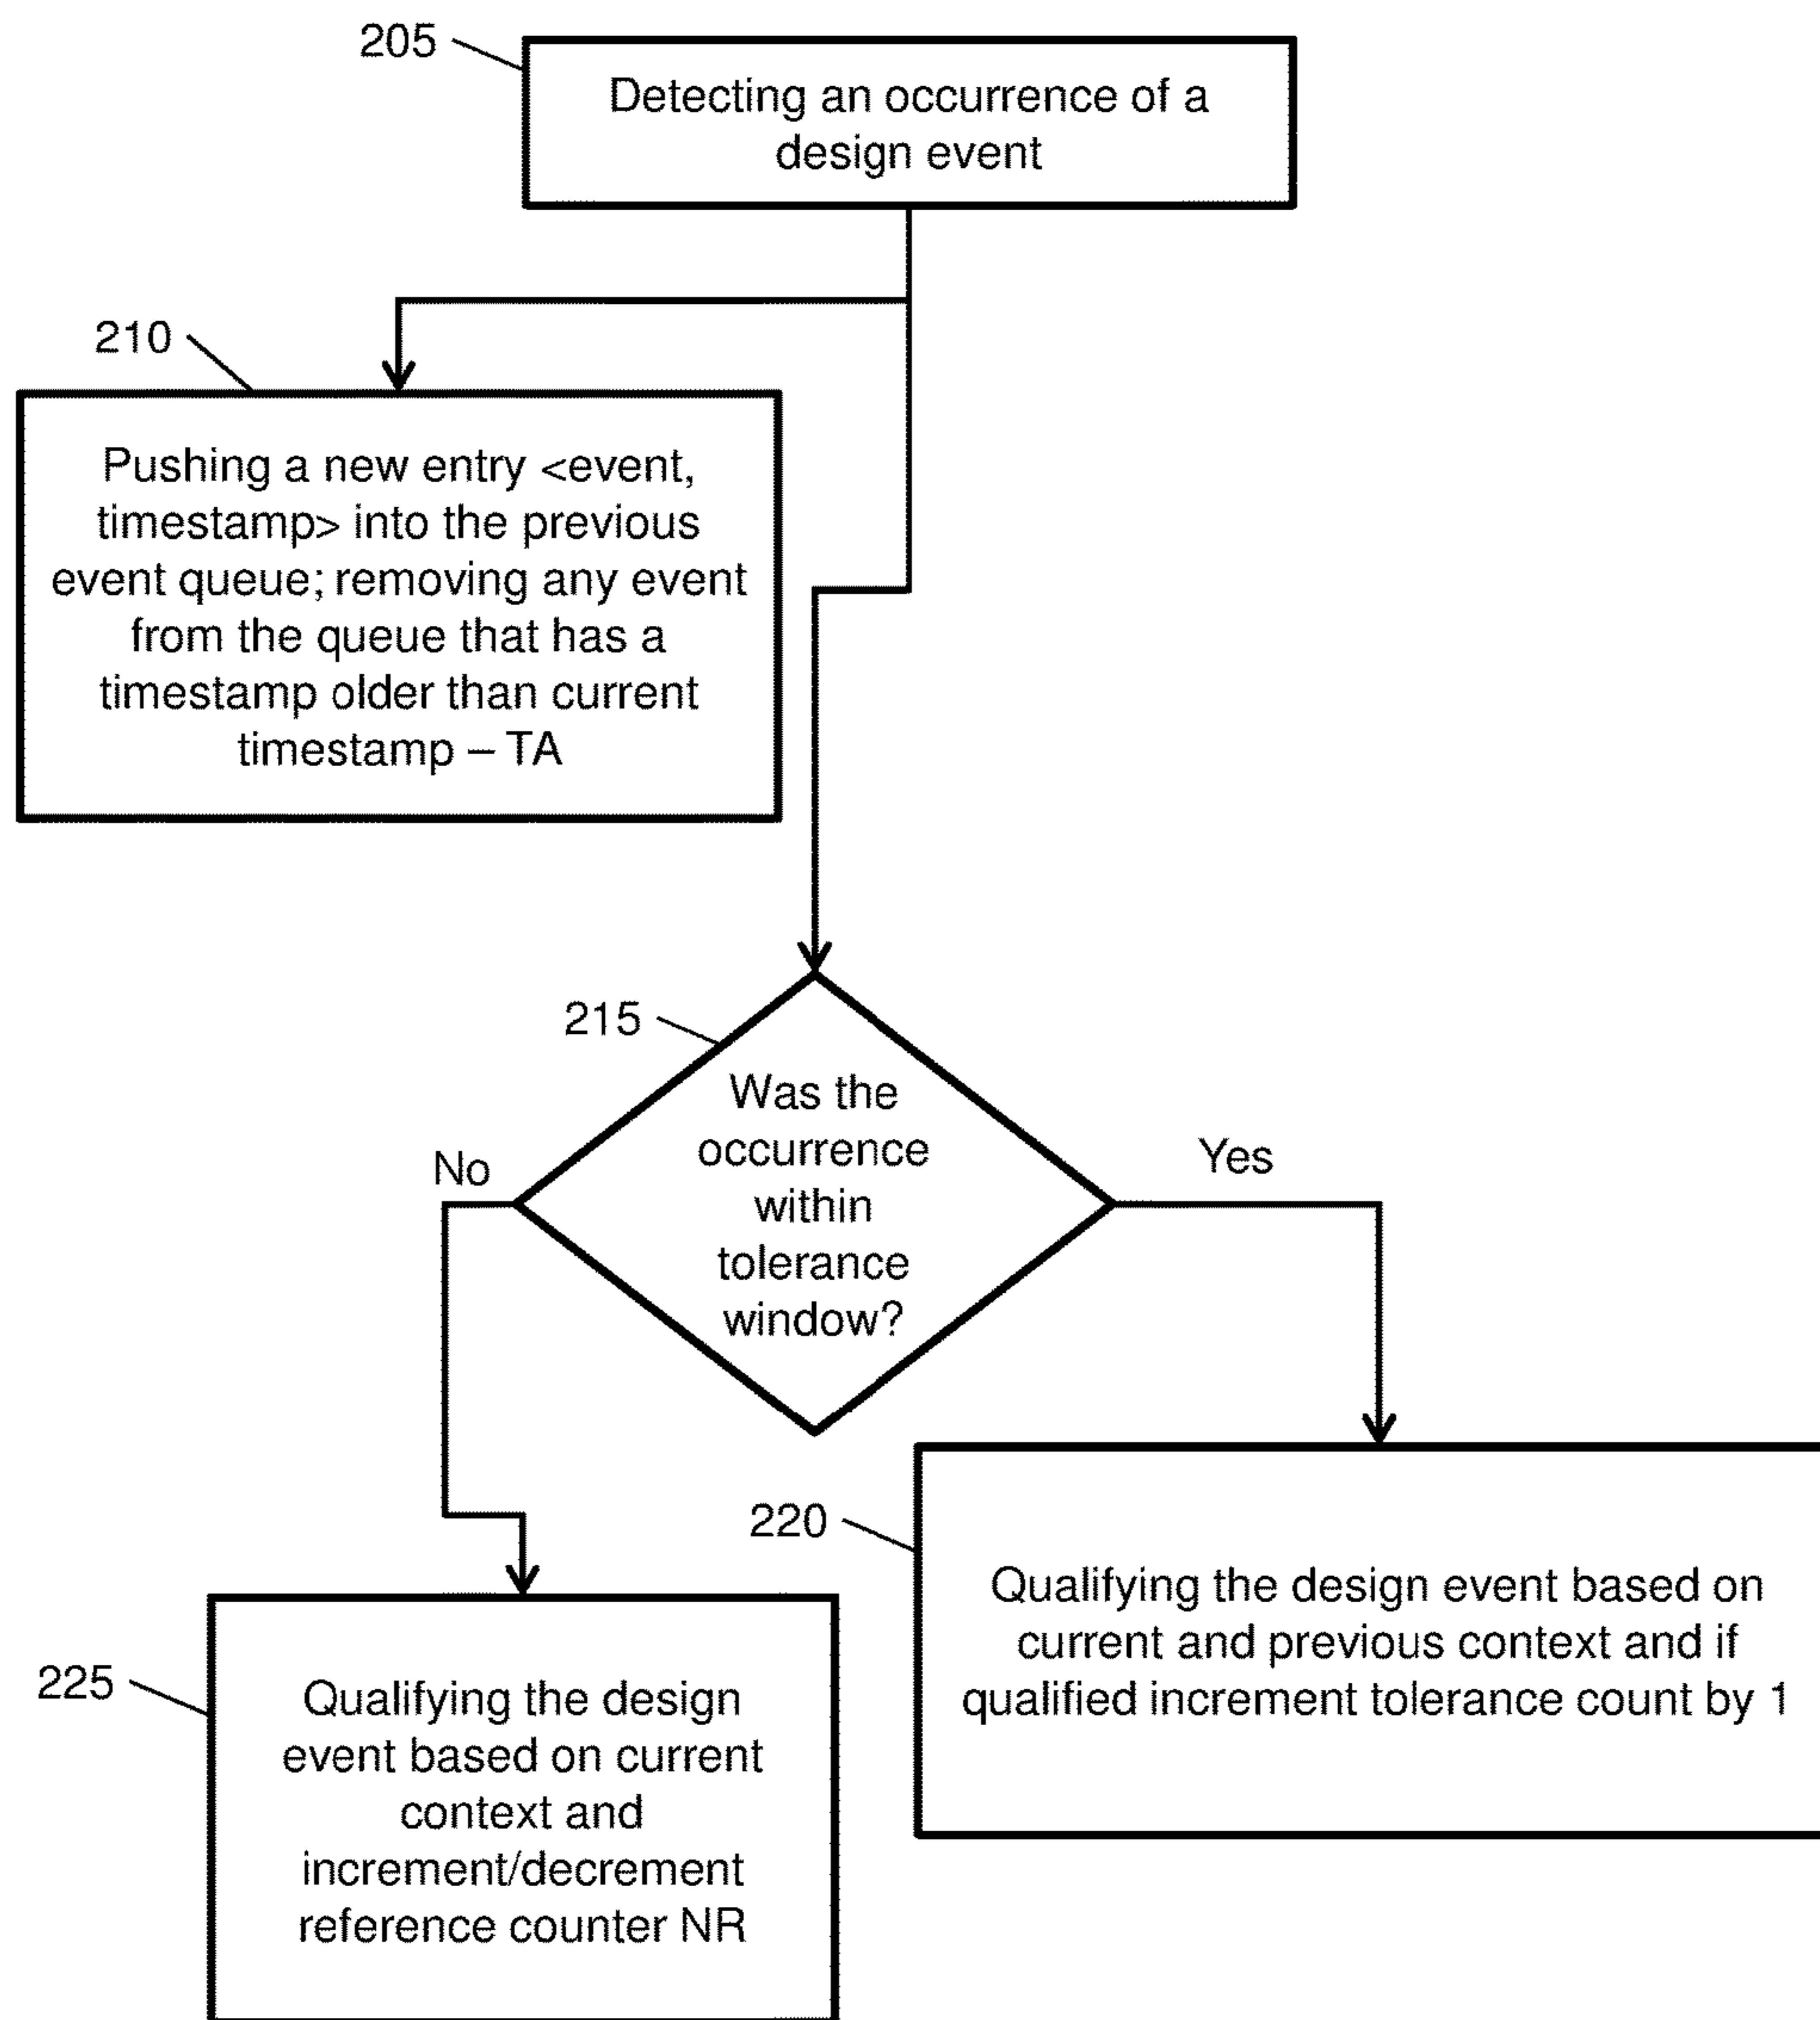 205
Detecting an occurrence of a
design event
210
Pushing a new entry <event,
timestamp> into the previous
event queue; removing any event
from the queue that has a
timestamp older than current
timestamp – TA
215
Was the
occurrence
within
tolerance
window?
No
Yes
220
Qualifying the design event based on
current and previous context and if
qualified increment tolerance count by 1
225
Qualifying the design
event based on current
context and
increment/decrement
reference counter NR